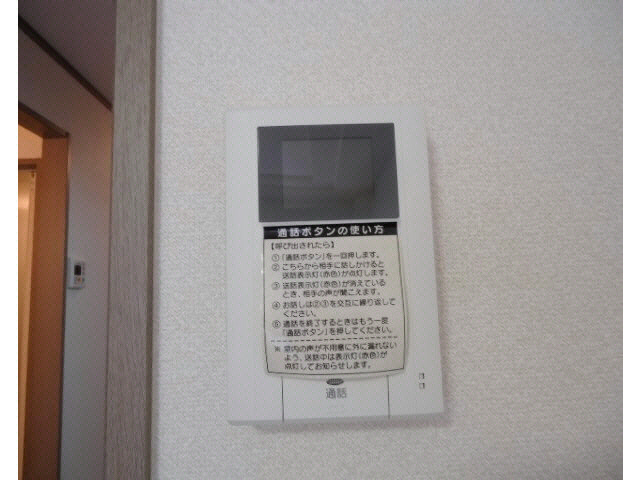 通話ボタンの使い方
【呼び出されたら】
①「通話ボタン」を一回押します。
②こちらから相手に話しかけると
送話表示灯(赤色)が点灯します。
③送話表示灯(赤色)が消えている
とき、相手の声が聞こえます。
④お話しは②③を交互に繰り返して
ください。
⑤通話を終了するときはもう一度
「通話ボタン」を押してください。
※室内の声が不用意に外に漏れない
よう、送話中は表示灯(赤色)が
点灯してお知らせします。
通話